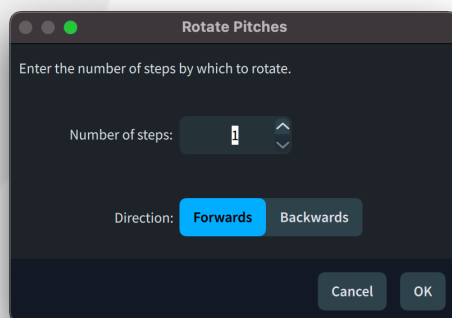 Rotate Pitches
Enter the number of steps by which to rotate.
Number of steps: 1
Direction: Forwards Backwards
Cancel OK